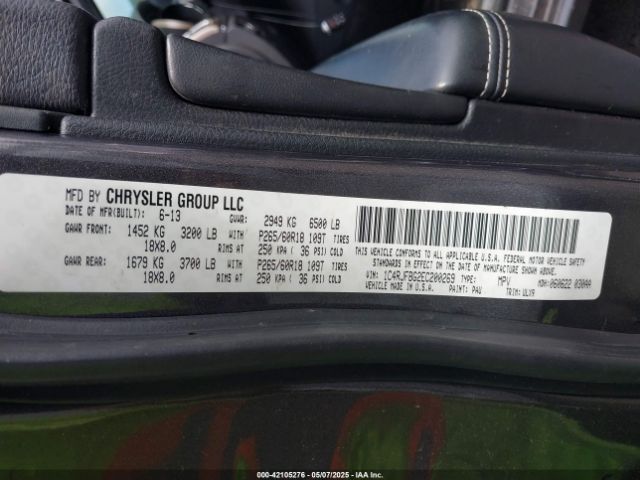 MFD BY CHRYSLER GROUP LLC
DATE OF MFR(BUILT): 6-13 GVWR: 2949 KG 6500 LB
GAWR FRONT: 1452 KG 3200 LB WITH P265/60R18 109T TIRES
18X8.0 RIMS AT 250 KPA ( 36 PSI) COLD
GAWR REAR: 1679 KG 3700 LB WITH P265/60R18 109T TIRES
18X8.0 RIMS AT 250 KPA ( 36 PSI) COLD
THIS VEHICLE CONFORMS TO ALL APPLICABLE U.S.A. FEDERAL MOTOR VEHICLE SAFETY
STANDARDS IN EFFECT ON THE DATE OF MANUFACTURE SHOWN ABOVE.
VIN: 1C4RJFBG2EC200269 TYPE: MPV MDH: 060622 030AA
VEHICLE MADE IN U.S.A. PAINT: PAU TRIM: ULX9
000-42105276 — 05/07/2025 — IAA Inc.